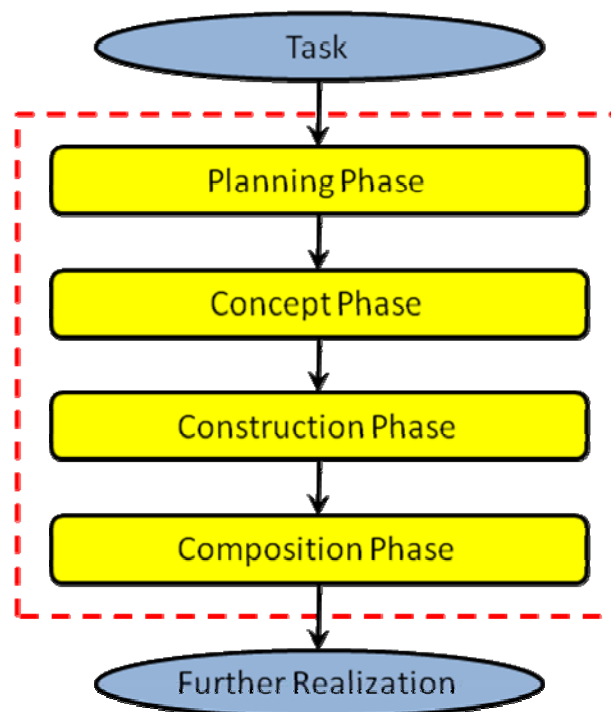 Task
Planning Phase
Concept Phase
Construction Phase
Composition Phase
Further Realization